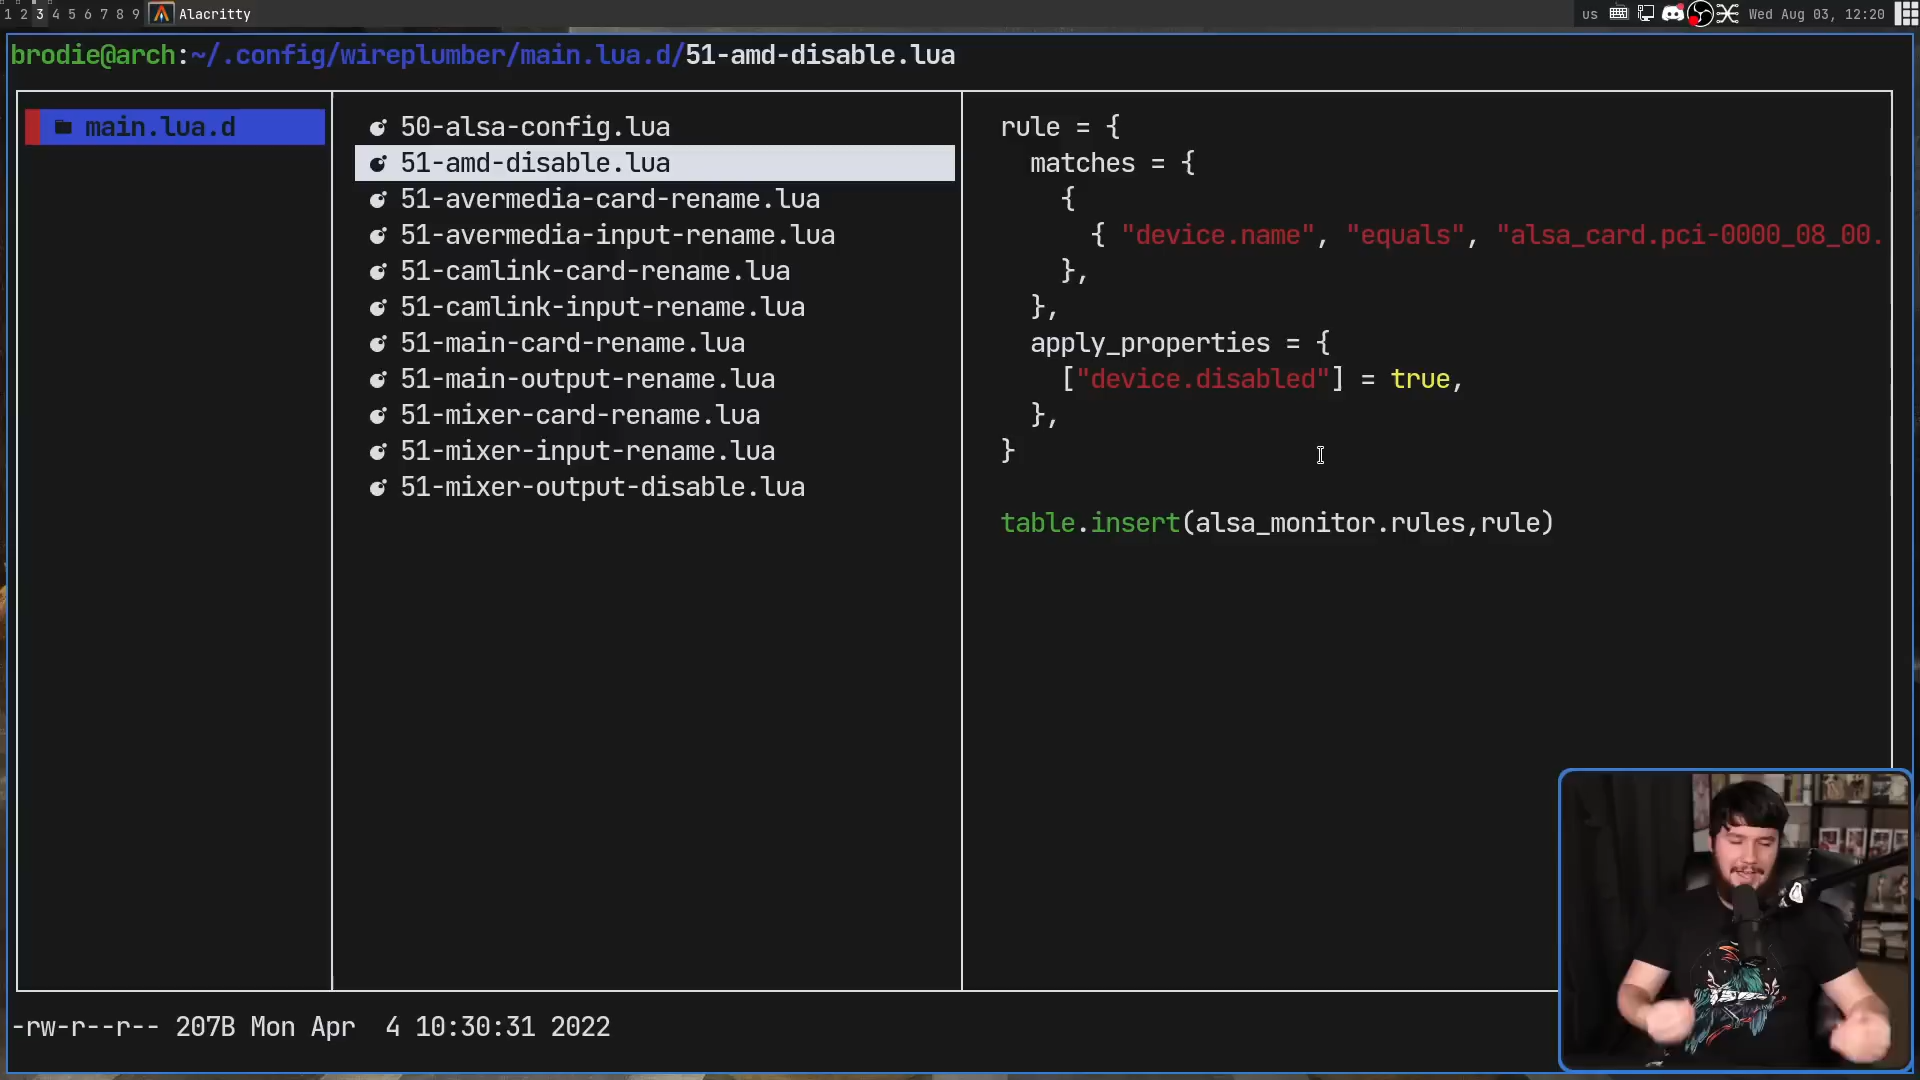 1 2 3 4 5 6 7 8 9 Alacritty us Wed Aug 03, 12:20
brodie@arch:~/.config/wireplumber/main.lua.d/51-amd-disable.lua
main.lua.d
50-alsa-config.lua
51-amd-disable.lua
51-avermedia-card-rename.lua
51-avermedia-input-rename.lua
51-camlink-card-rename.lua
51-camlink-input-rename.lua
51-main-card-rename.lua
51-main-output-rename.lua
51-mixer-card-rename.lua
51-mixer-input-rename.lua
51-mixer-output-disable.lua
rule = {
matches = {
{
{ "device.name", "equals", "alsa_card.pci-0000_08_00.
},
},
apply_properties = {
["device.disabled"] = true,
},
}
table.insert(alsa_monitor.rules,rule)
-rw-r--r-- 207B Mon Apr  4 10:30:31 2022